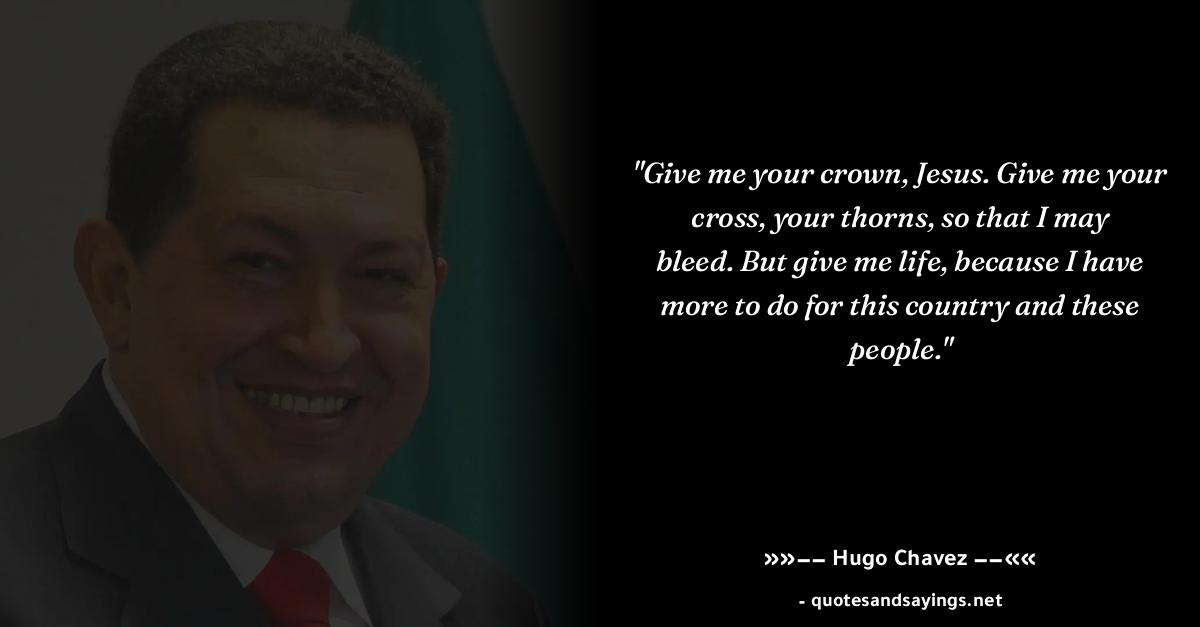 "Give me your crown, Jesus. Give me your
cross, your thorns, so that I may
bleed. But give me life, because I have
more to do for this country and these
people."
»»−− Hugo Chavez −−««
- quotesandsayings.net